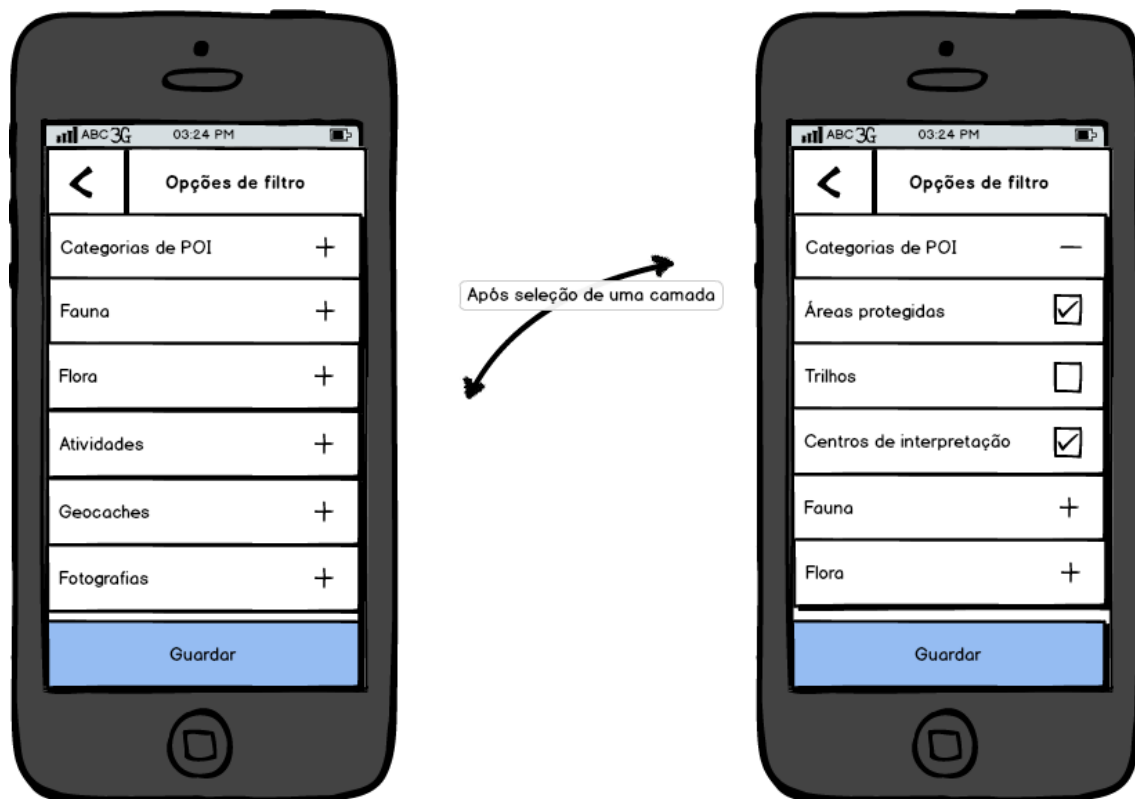 ABC 3G 03:24 PM
Opções de filtro
Categorias de POI
Fauna
Flora
Atividades
Geocaches
Fotografias
Guardar
Após seleção de uma camada
ABC 3G 03:24 PM
Opções de filtro
Categorias de POI
Áreas protegidas
Trilhos
Centros de interpretação
Fauna
Flora
Guardar